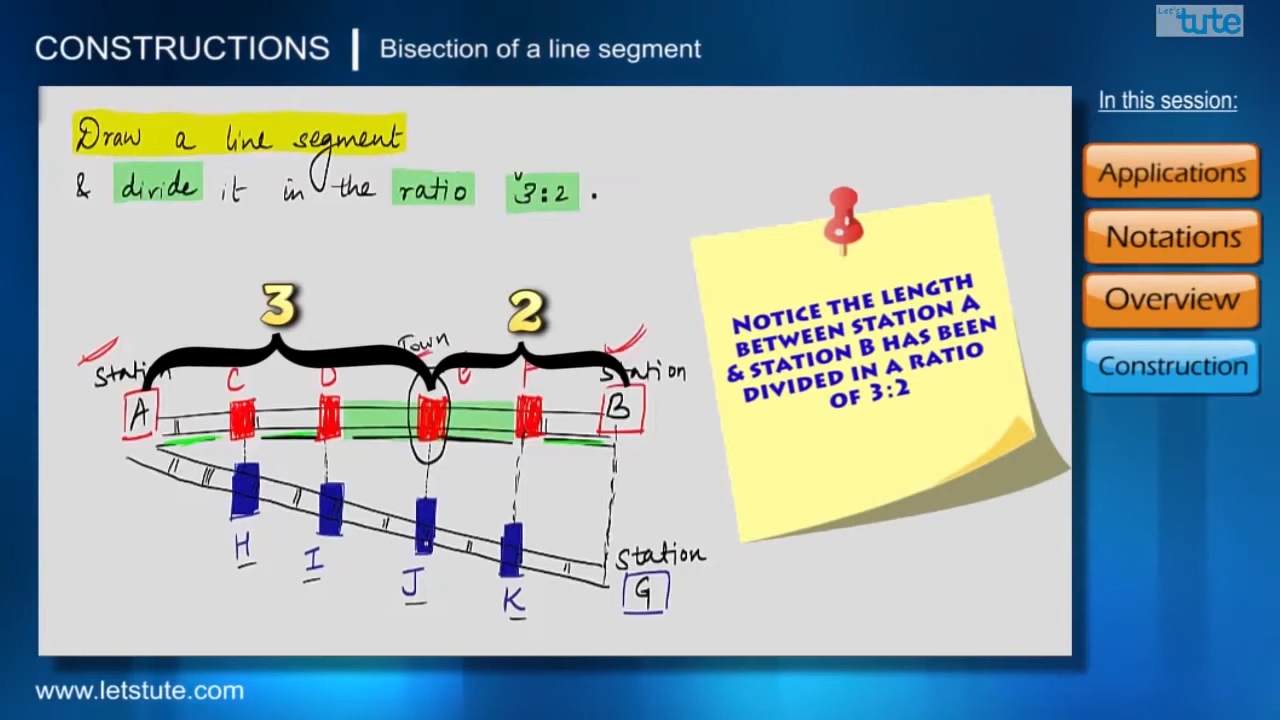 Let's
tute
CONSTRUCTIONS | Bisection of a line segment
In this session:
Applications
Notations
Overview
Construction
Draw a line segment
& divide it in the ratio 3:2 .
3 2
Town
Station Station
C D F
A B
H I J K
Station
G
NOTICE THE LENGTH
BETWEEN STATION A
& STATION B HAS BEEN
DIVIDED IN A RATIO
OF 3:2
www.letstute.com